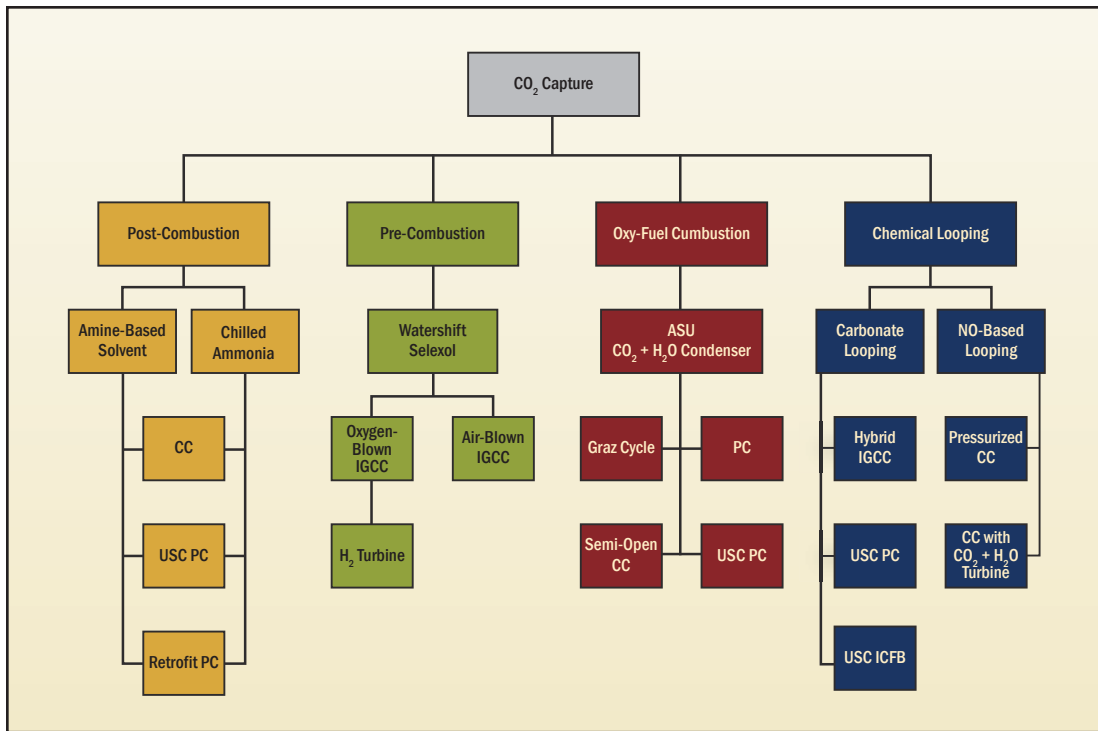 CO₂ Capture
Post-Combustion
Pre-Combustion
Oxy-Fuel Cumbustion
Chemical Looping
Amine-Based
Solvent
Chilled
Ammonia
Watershift
Selexol
ASU
CO₂ + H₂O Condenser
Carbonate
Looping
NO-Based
Looping
CC
Oxygen-
Blown
IGCC
Air-Blown
IGCC
Graz Cycle
PC
Hybrid
IGCC
Pressurized
CC
USC PC
H₂ Turbine
Semi-Open
CC
USC PC
USC PC
CC with
CO₂ + H₂O
Turbine
Retrofit PC
USC ICFB